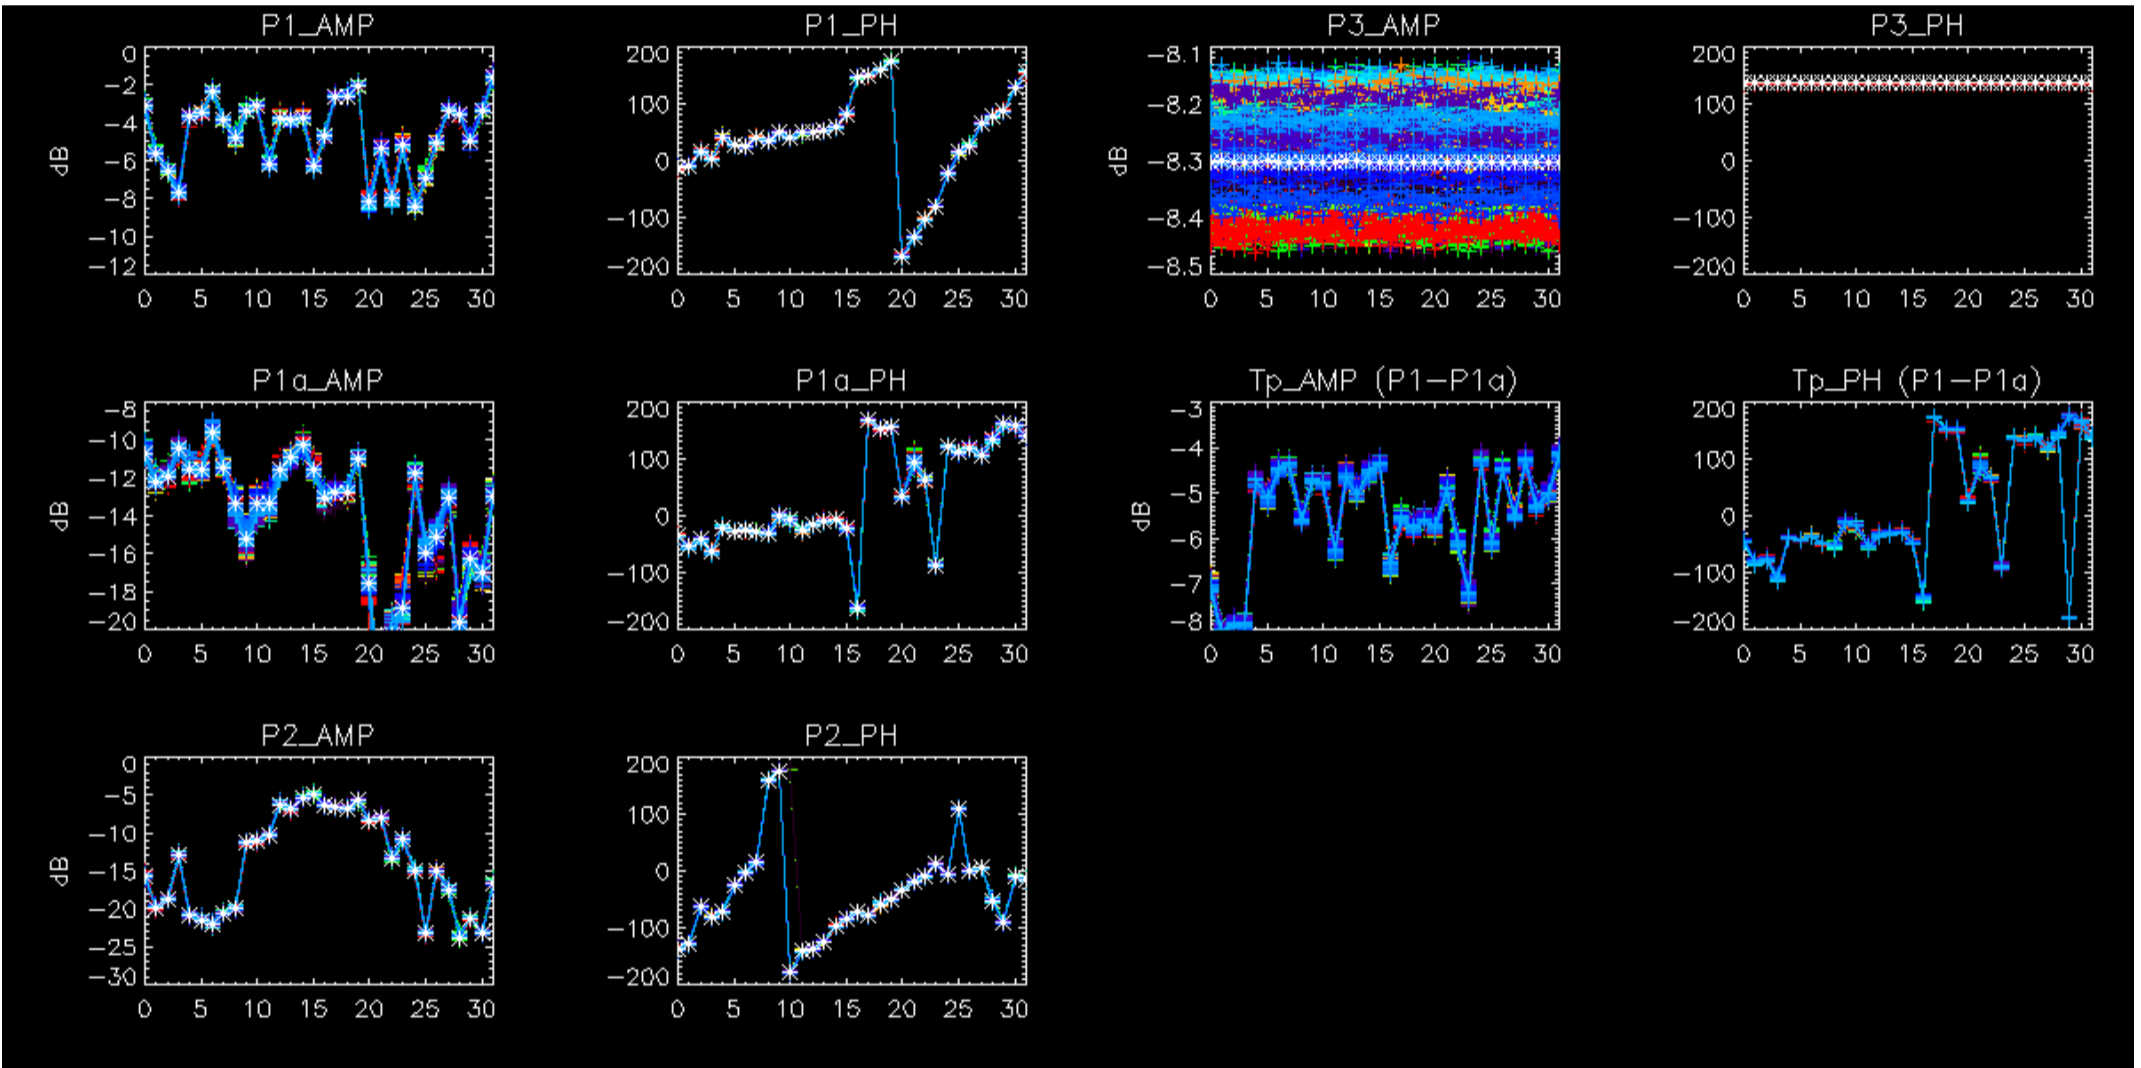 P1_AMP P1_PH P3_AMP P3_PH
0 200 -8.1 200
-2 100 -8.2 100
-4 0 -8.3 0
-6 -100 -8.4 -100
-8 -200 -8.5 -200
-10
-12
dB dB
0 5 10 15 20 25 30 0 5 10 15 20 25 30 0 5 10 15 20 25 30 0 5 10 15 20 25 30
P1a_AMP P1a_PH Tp_AMP (P1-P1a) Tp_PH (P1-P1a)
-8 200 -3 200
-10 100 -4 100
-12 0 -5 0
-14 -100 -6 -100
-16 -200 -7 -200
-18 -8
-20
dB dB
0 5 10 15 20 25 30 0 5 10 15 20 25 30 0 5 10 15 20 25 30 0 5 10 15 20 25 30
P2_AMP P2_PH
0 200
-5 100
-10 0
-15 -100
-20 -200
-25
-30
dB
0 5 10 15 20 25 30 0 5 10 15 20 25 30